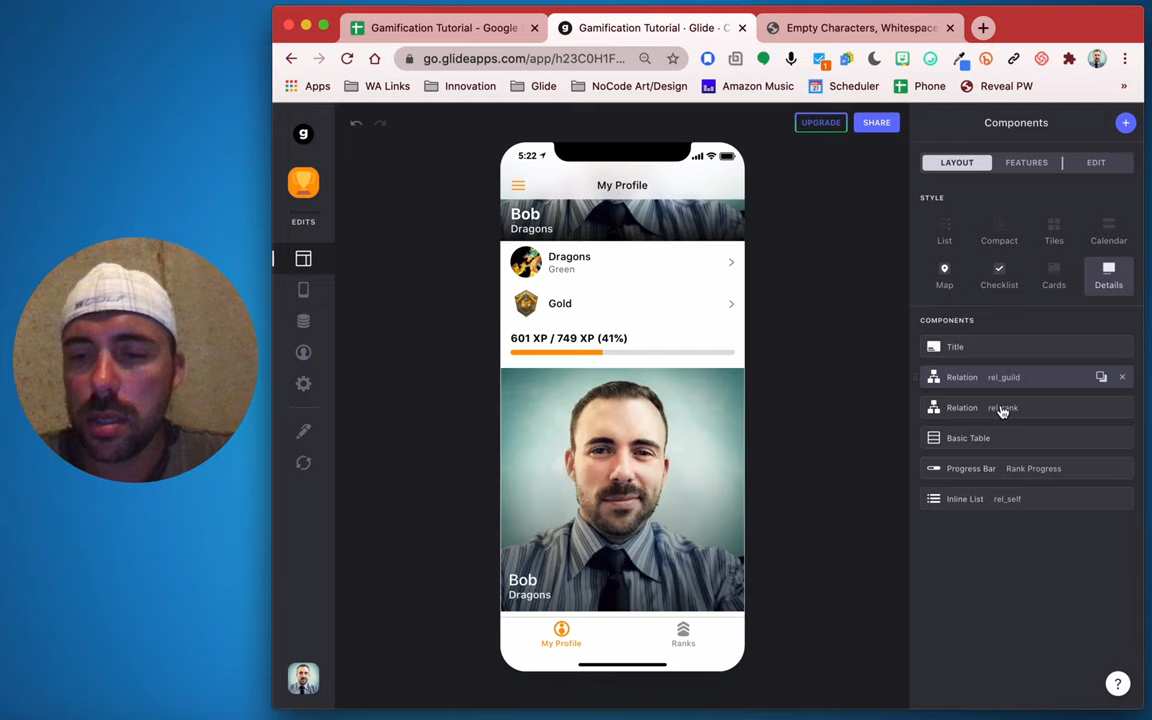 Gamification Tutorial - Google
Gamification Tutorial · Glide · C
Empty Characters, Whitespace
go.glideapps.com/app/h23C0H1F...
1
Apps
WA Links
Innovation
Glide
NoCode Art/Design
Amazon Music
Scheduler
Phone
Reveal PW
»
g
UPGRADE
SHARE
Components
LAYOUT
FEATURES
EDIT
STYLE
List
Compact
Tiles
Calendar
Map
Checklist
Cards
Details
COMPONENTS
Title
Relation rel_guild
Relation
Basic Table
Progress Bar Rank Progress
Inline List rel_self
EDITS
5:22
My Profile
Bob
Dragons
Dragons
Green
Gold
601 XP / 749 XP (41%)
Bob
Dragons
My Profile
Ranks
?